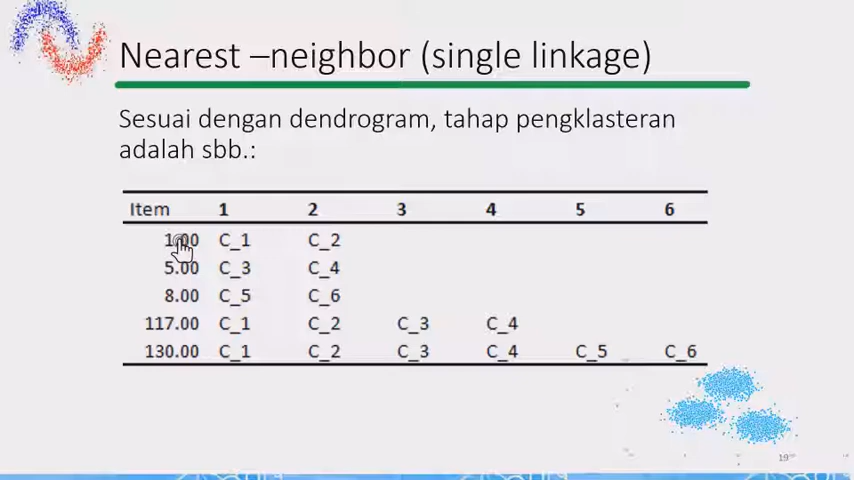 Nearest –neighbor (single linkage)
Sesuai dengan dendrogram, tahap pengklasteran
adalah sbb.:
Item 1 2 3 4 5 6
1.00 C_1 C_2
5.00 C_3 C_4
8.00 C_5 C_6
117.00 C_1 C_2 C_3 C_4
130.00 C_1 C_2 C_3 C_4 C_5 C_6
19